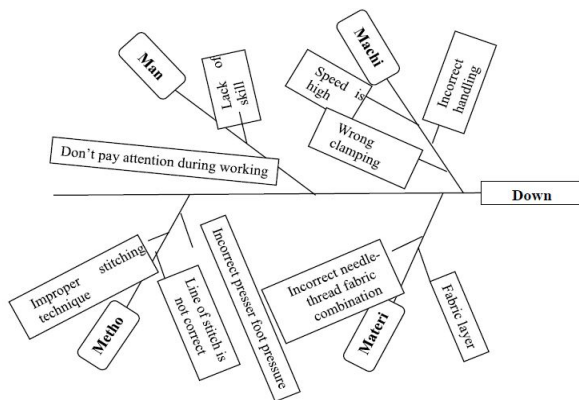 Man
Lack of
skill
Don't pay attention during working
Machi
Speed is
high
Wrong
clamping
Incorrect
handling
Down
Improper stitching
technique
Metho
Line of stitch is
not correct
Incorrect presser foot pressure
Incorrect needle-
thread fabric
combination
Materi
Fabric layer